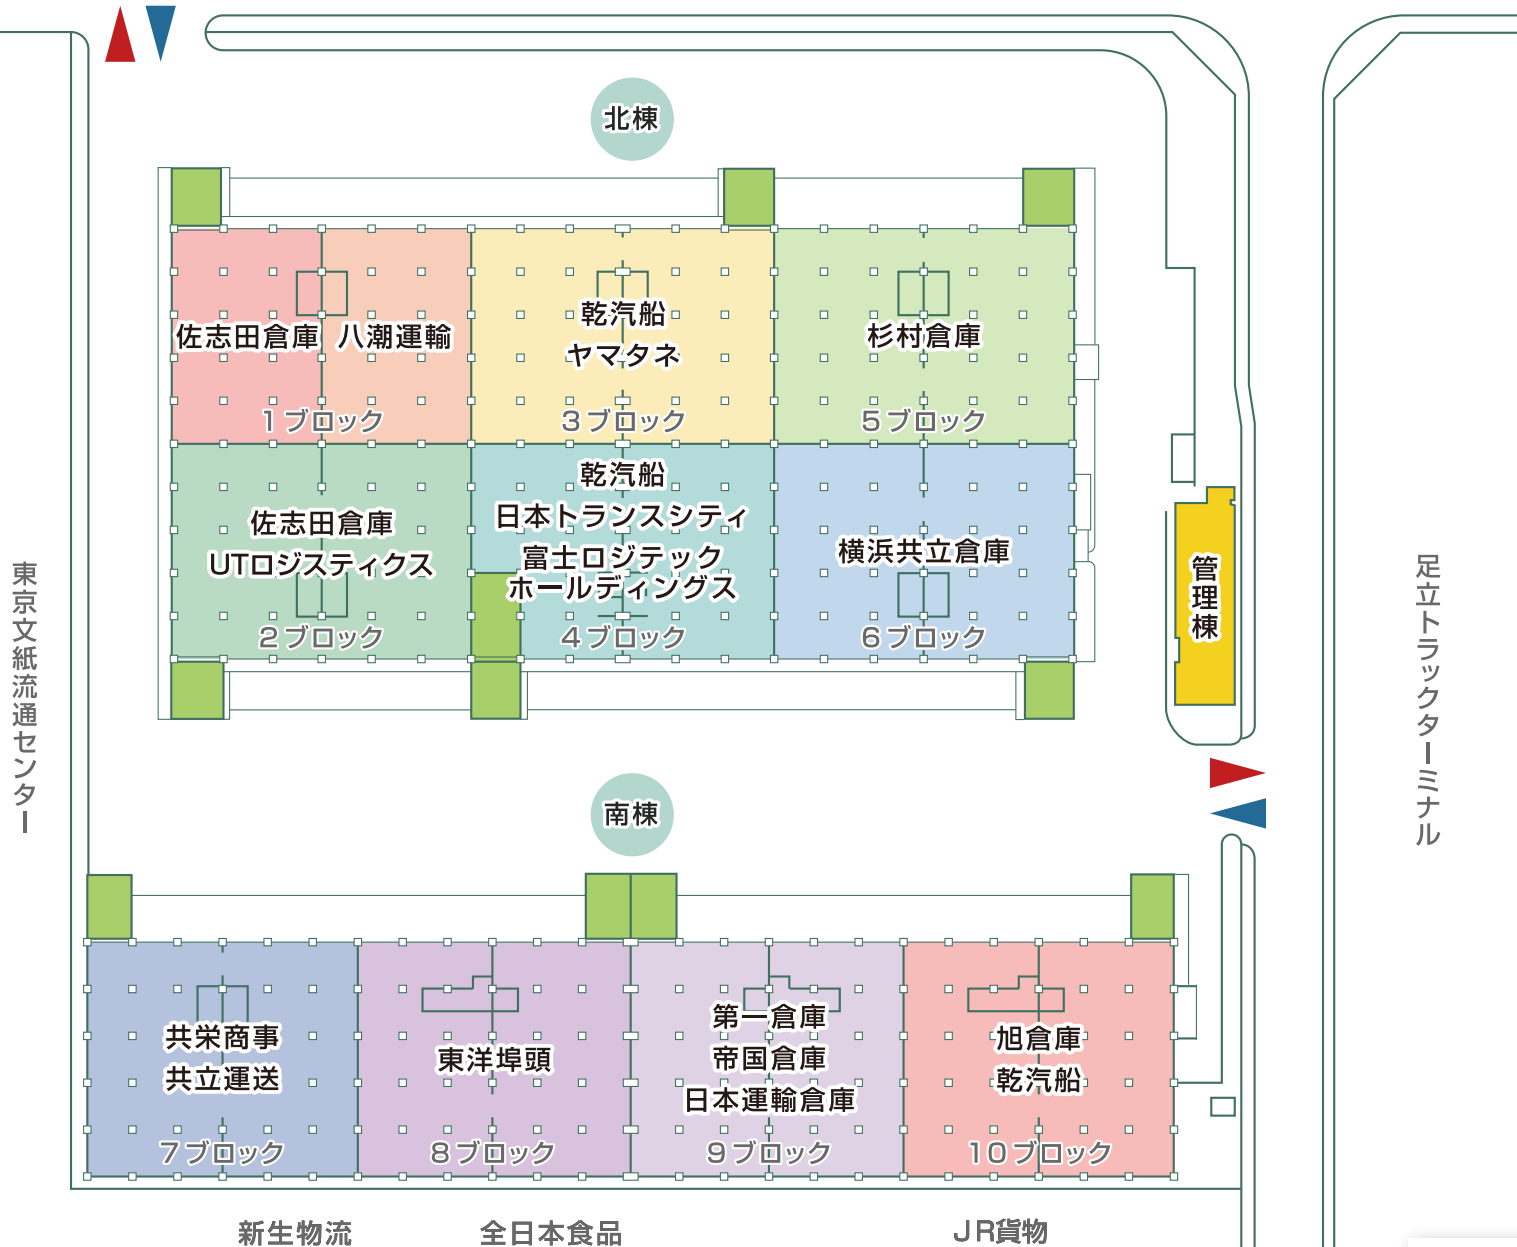 北棟
佐志田倉庫
八潮運輸
1ブロック
乾汽船
ヤマタネ
3ブロック
杉村倉庫
5ブロック
佐志田倉庫
UTロジスティクス
2ブロック
乾汽船
日本トランスシティ
富士ロジテック
ホールディングス
4ブロック
横浜共立倉庫
6ブロック
管理棟
東京文紙流通センター
足立トラックターミナル
南棟
共栄商事
共立運送
7ブロック
東洋埠頭
8ブロック
第一倉庫
帝国倉庫
日本運輸倉庫
9ブロック
旭倉庫
乾汽船
10ブロック
新生物流
全日本食品
JR貨物